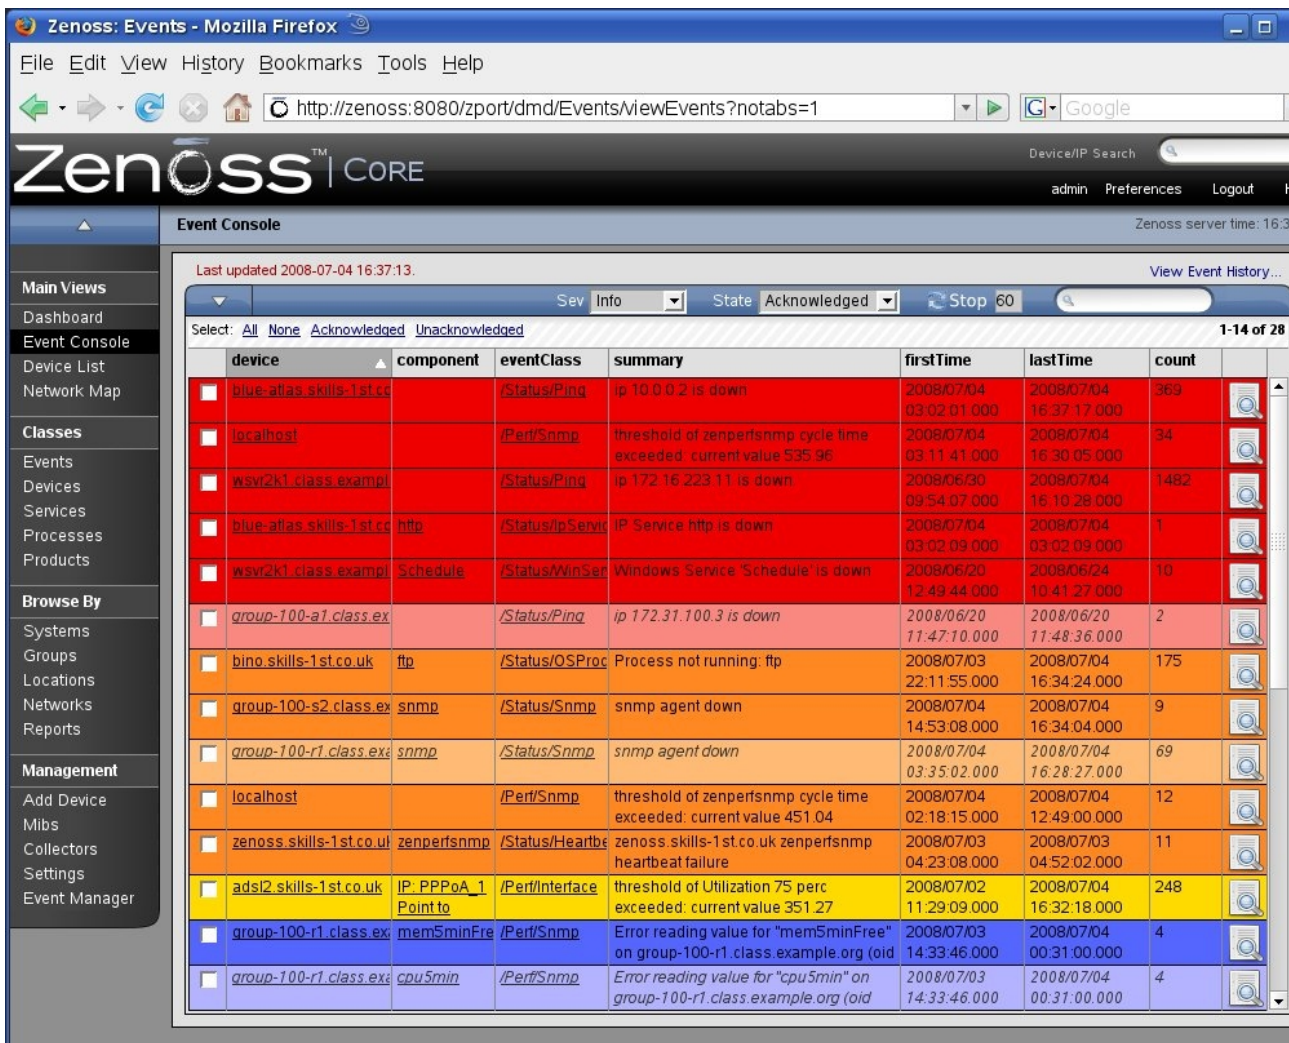 Zenoss: Events - Mozilla Firefox
File Edit View History Bookmarks Tools Help
http://zenoss:8080/zport/dmd/Events/viewEvents?notabs=1 G Google
Zenoss™ | CORE
Device/IP Search
admin Preferences Logout H
Event Console
Zenoss server time: 16:3
Last updated 2008-07-04 16:37:13.
View Event History...
Main Views
Dashboard
Event Console
Device List
Network Map
Classes
Events
Devices
Services
Processes
Products
Browse By
Systems
Groups
Locations
Networks
Reports
Management
Add Device
Mibs
Collectors
Settings
Event Manager
Sev Info State Acknowledged Stop 60
Select: All None Acknowledged Unacknowledged
1-14 of 28
device component eventClass summary firstTime lastTime count
blue-atlas.skills-1st.co /Status/Ping ip 10.0.0.2 is down 2008/07/04 2008/07/04 369
03:02:01.000 16:37:17.000
localhost /Perf/Snmp threshold of zenperfsnmp cycle time 2008/07/04 2008/07/04 34
exceeded: current value 535.96 03:11:41.000 16:30:05.000
wsvr2k1.class.exampl /Status/Ping ip 172.16.223.11 is down 2008/06/30 2008/07/04 1482
09:54:07.000 16:10:28.000
blue-atlas.skills-1st.co http /Status/IpServic IP Service http is down 2008/07/04 2008/07/04 1
03:02:09.000 03:02:09.000
wsvr2k1.class.exampl Schedule /Status/WinSer Windows Service 'Schedule' is down 2008/06/20 2008/06/24 10
12:49:44.000 10:41:27.000
group-100-a1.class.ex /Status/Ping ip 172.31.100.3 is down 2008/06/20 2008/06/20 2
11:47:10.000 11:48:36.000
bino.skills-1st.co.uk ftp /Status/OSProc Process not running: ftp 2008/07/03 2008/07/04 175
22:11:55.000 16:34:24.000
group-100-s2.class.ex snmp /Status/Snmp snmp agent down 2008/07/04 2008/07/04 9
14:53:08.000 16:34:04.000
group-100-r1.class.exa snmp /Status/Snmp snmp agent down 2008/07/04 2008/07/04 69
03:35:02.000 16:28:27.000
localhost /Perf/Snmp threshold of zenperfsnmp cycle time 2008/07/04 2008/07/04 12
exceeded: current value 451.04 02:18:15.000 12:49:00.000
zenoss.skills-1st.co.uk zenperfsnmp /Status/Heartbe zenoss.skills-1st.co.uk zenperfsnmp 2008/07/03 2008/07/03 11
heartbeat failure 04:23:08.000 04:52:02.000
adsl2.skills-1st.co.uk IP: PPPoA_1 /Perf/Interface threshold of Utilization 75 perc 2008/07/02 2008/07/04 248
Point to exceeded: current value 351.27 11:29:09.000 16:32:18.000
group-100-r1.class.exa mem5minFre /Perf/Snmp Error reading value for "mem5minFree" 2008/07/03 2008/07/04 4
on group-100-r1.class.example.org (oid 14:33:46.000 00:31:00.000
group-100-r1.class.exa cpu5min /Perf/Snmp Error reading value for "cpu5min" on 2008/07/03 2008/07/04 4
group-100-r1.class.example.org (oid 14:33:46.000 00:31:00.000